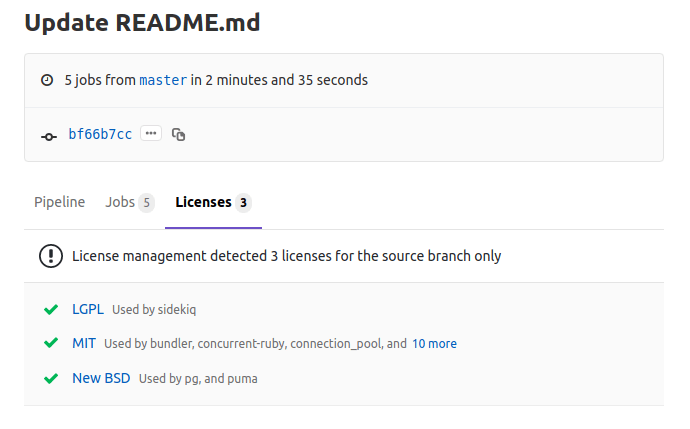 Update README.md
5 jobs from master in 2 minutes and 35 seconds
bf66b7cc
Pipeline Jobs 5 Licenses 3
License management detected 3 licenses for the source branch only
LGPL Used by sidekiq
MIT Used by bundler, concurrent-ruby, connection_pool, and 10 more
New BSD Used by pg, and puma